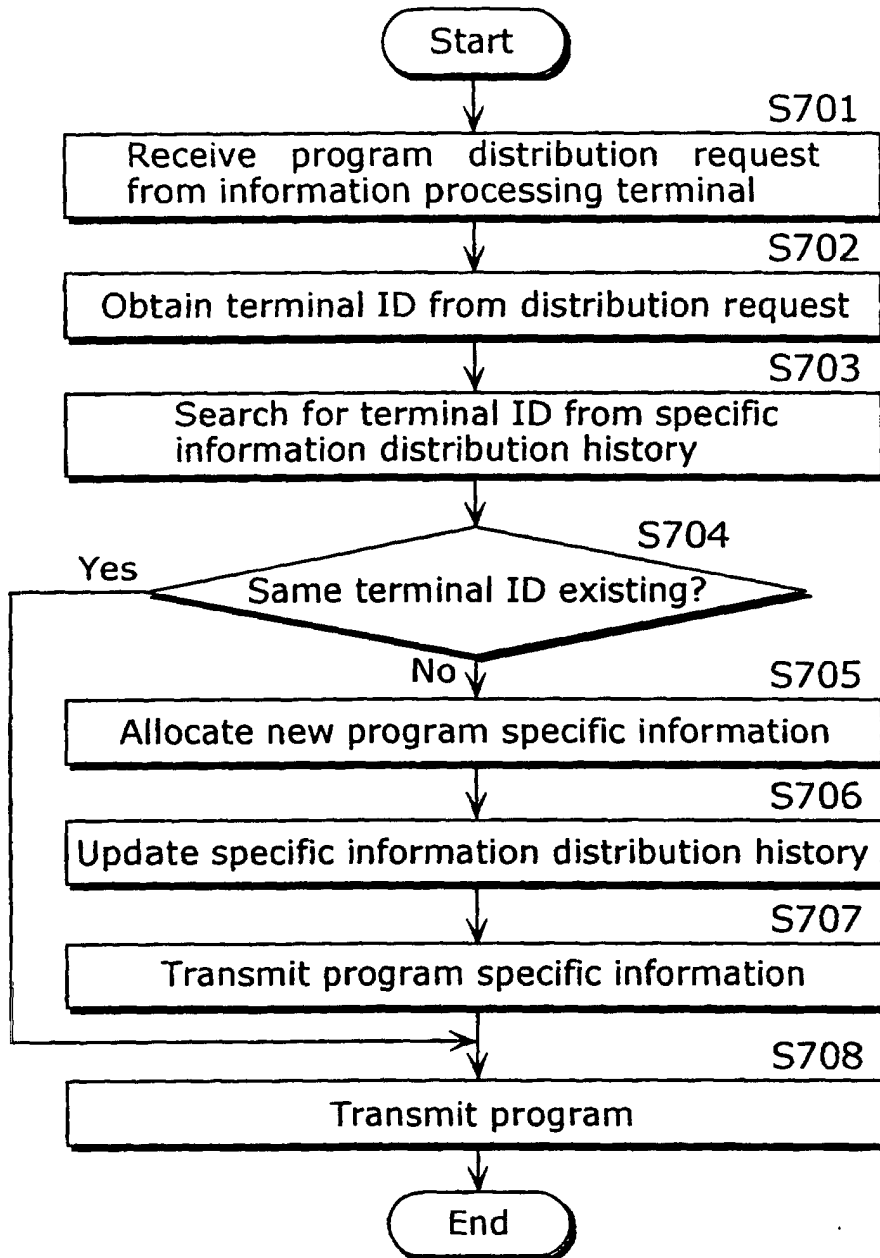 Start
S701
Receive program distribution request
from information processing terminal
S702
Obtain terminal ID from distribution request
S703
Search for terminal ID from specific
information distribution history
S704
Yes
Same terminal ID existing?
No
S705
Allocate new program specific information
S706
Update specific information distribution history
S707
Transmit program specific information
S708
Transmit program
End